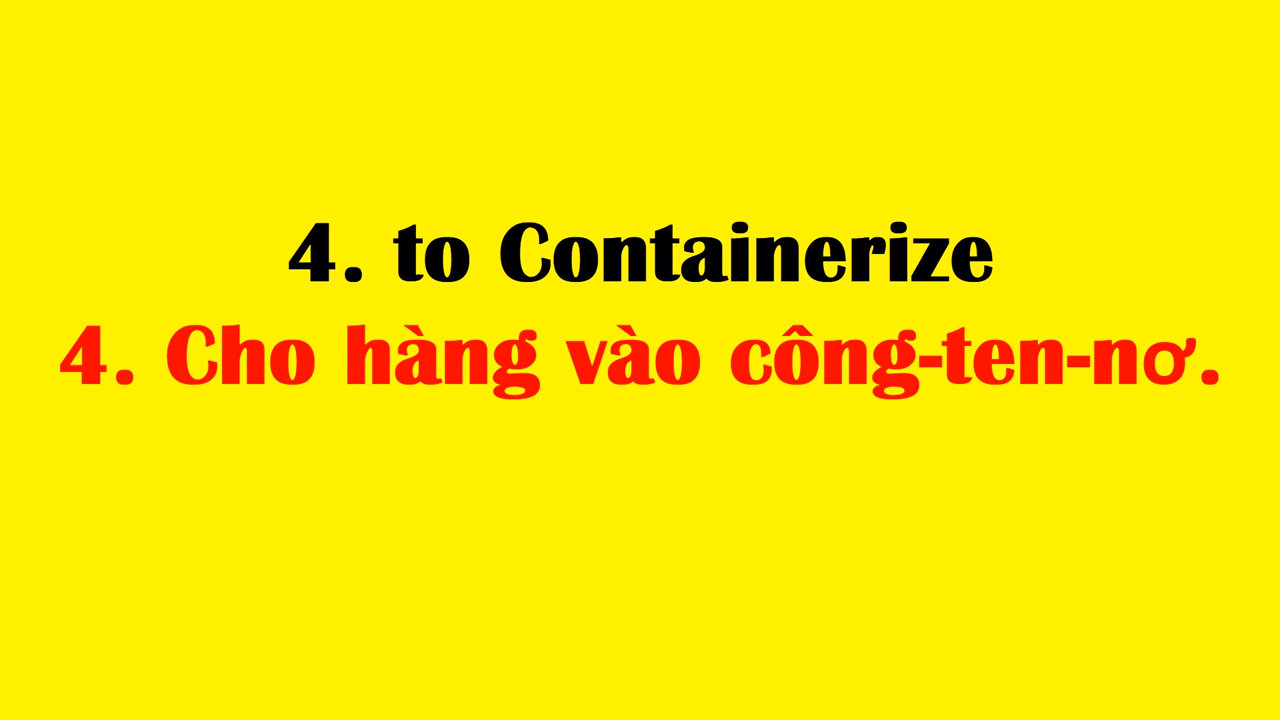 4. to Containerize
4. Cho hàng vào công-ten-nơ.